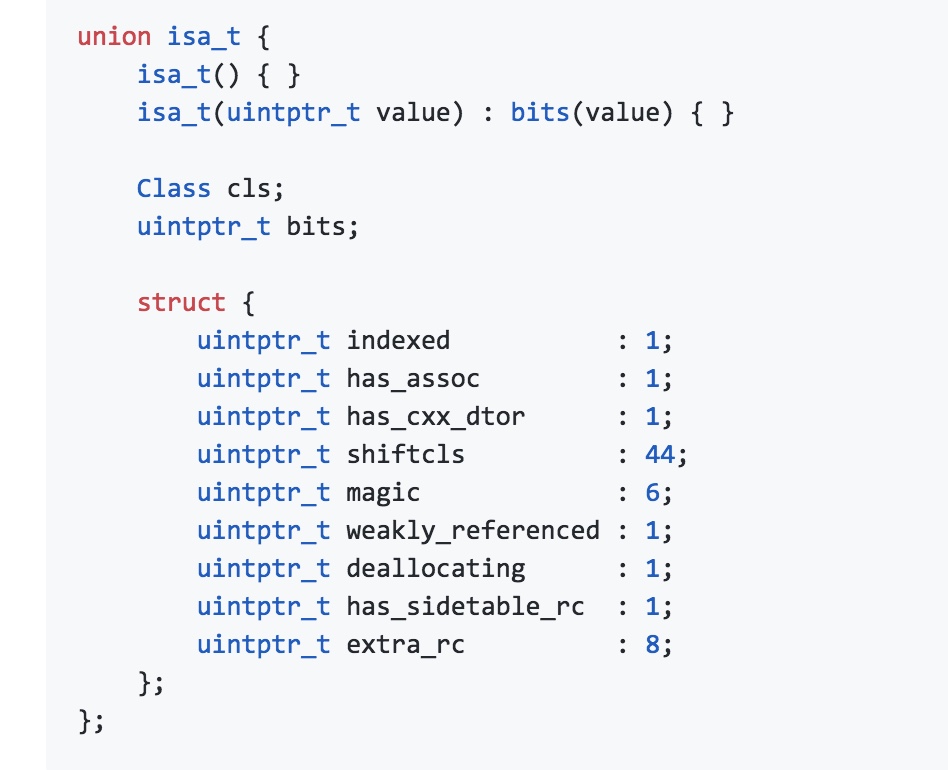 union isa_t {
    isa_t() { }
    isa_t(uintptr_t value) : bits(value) { }

    Class cls;
    uintptr_t bits;

    struct {
        uintptr_t indexed           : 1;
        uintptr_t has_assoc         : 1;
        uintptr_t has_cxx_dtor      : 1;
        uintptr_t shiftcls          : 44;
        uintptr_t magic             : 6;
        uintptr_t weakly_referenced : 1;
        uintptr_t deallocating      : 1;
        uintptr_t has_sidetable_rc  : 1;
        uintptr_t extra_rc          : 8;
    };
};